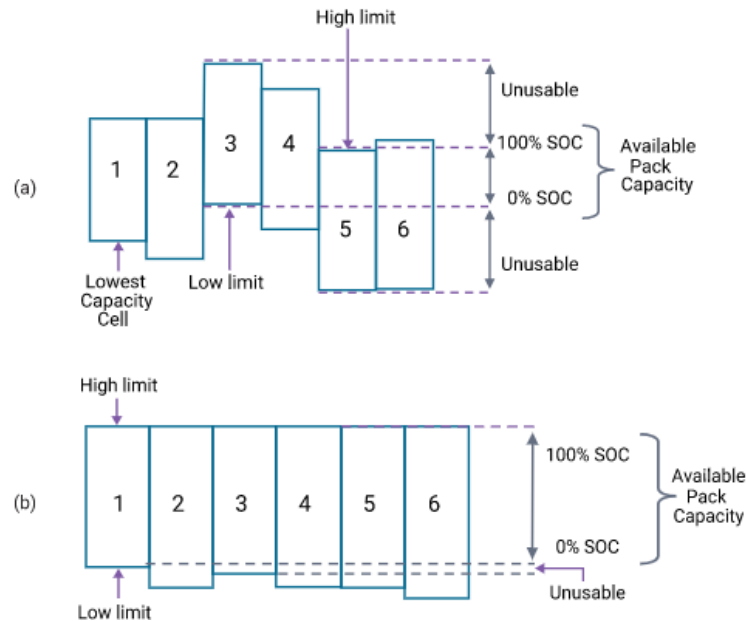 High limit
Unusable
100% SOC
Available
Pack
Capacity
0% SOC
Unusable
(a)
1
2
3
4
5
6
Lowest
Capacity
Cell
Low limit
High limit
(b)
1
2
3
4
5
6
100% SOC
Available
Pack
Capacity
0% SOC
Unusable
Low limit